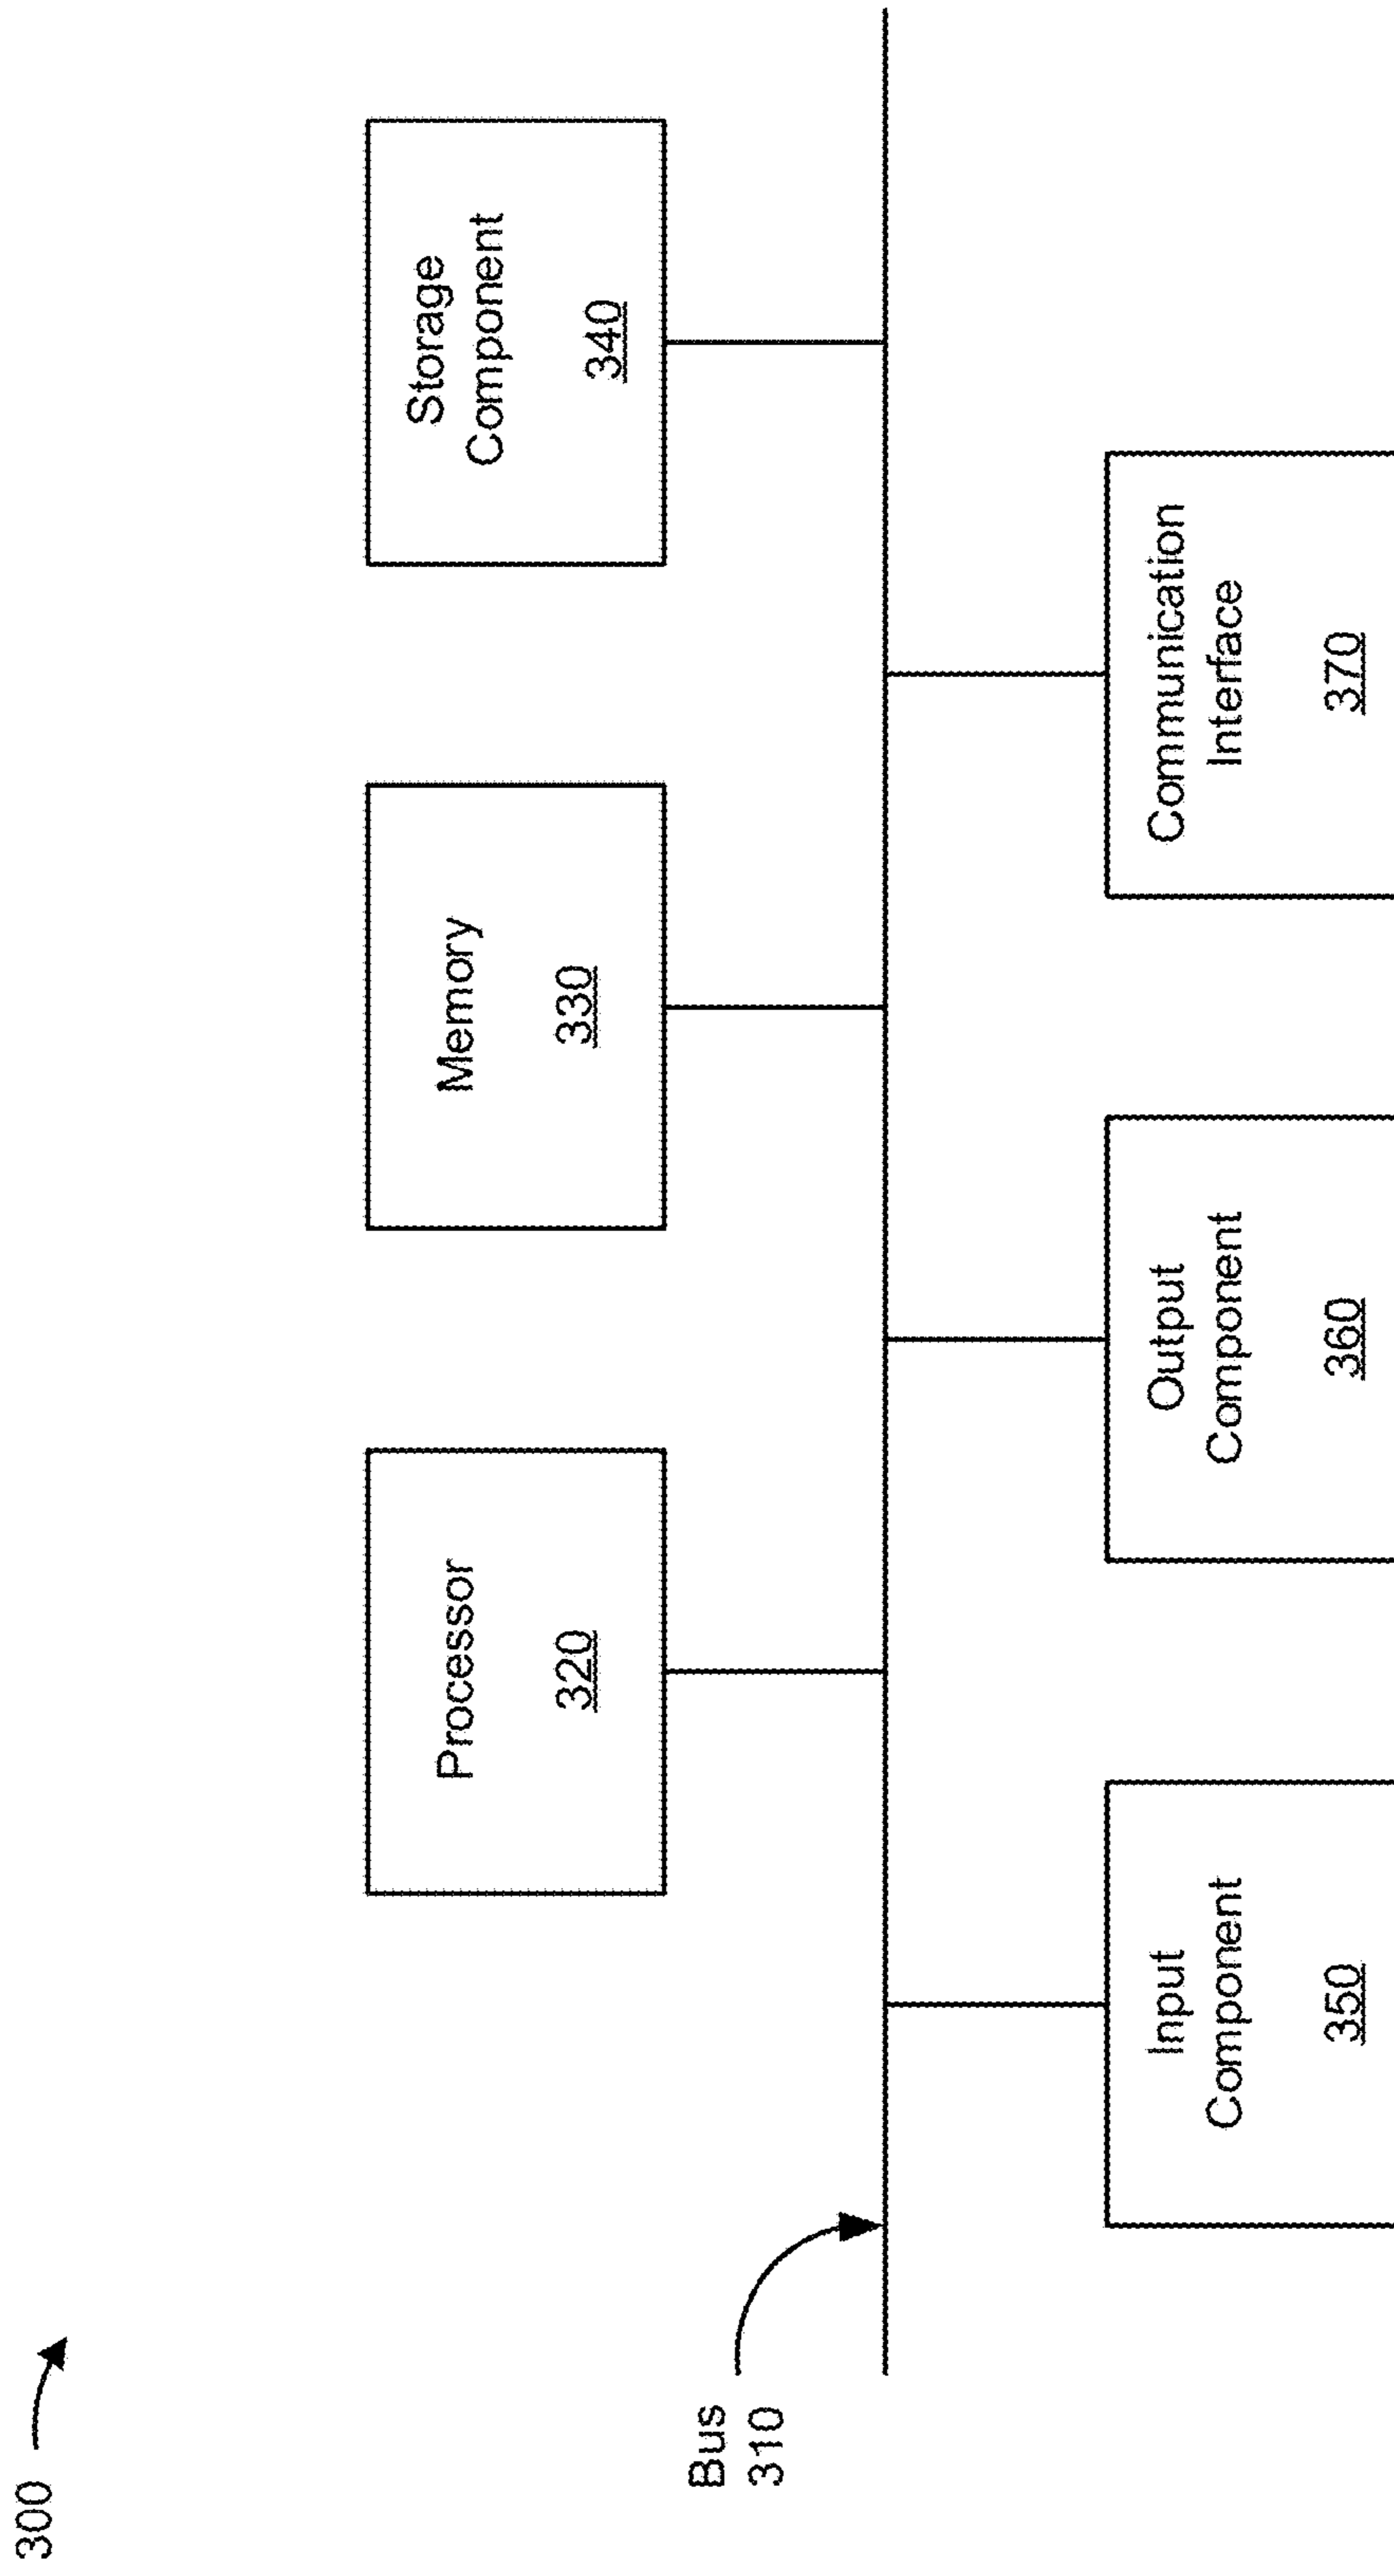 300
Bus
310
Processor
320
Memory
330
Storage
Component
340
Input
Component
350
Output
Component
360
Communication
Interface
370